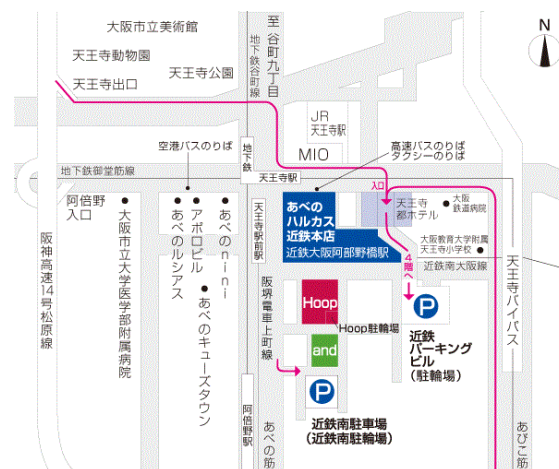 大阪市立美術館
天王寺動物園
天王寺出口
天王寺公園
至 谷町九丁目
地下鉄谷町線
N
JR
天王寺駅
MIO
高速バスのりば
タクシーのりば
空港バスのりば
地下鉄
地下鉄御堂筋線
天王寺駅
入口
阿倍野
入口
大阪市立大学医学部附属病院
あべのルシアス
アポロビル
あべのキューズタウン
あべのnini
天王寺駅前駅
あべの
ハルカス
近鉄本店
近鉄大阪阿部野橋駅
天王寺
都ホテル
大阪
鉄道病院
大阪教育大学附属
天王寺小学校
近鉄南大阪線
4階へ
天王寺バイパス
阪神高速14号松原線
阪堺電車上町線
Hoop
Hoop駐輪場
and
P
近鉄
パーキング
ビル
（駐輪場）
P
近鉄南駐車場
（近鉄南駐輪場）
阿倍野駅
あべの筋
あびこ筋